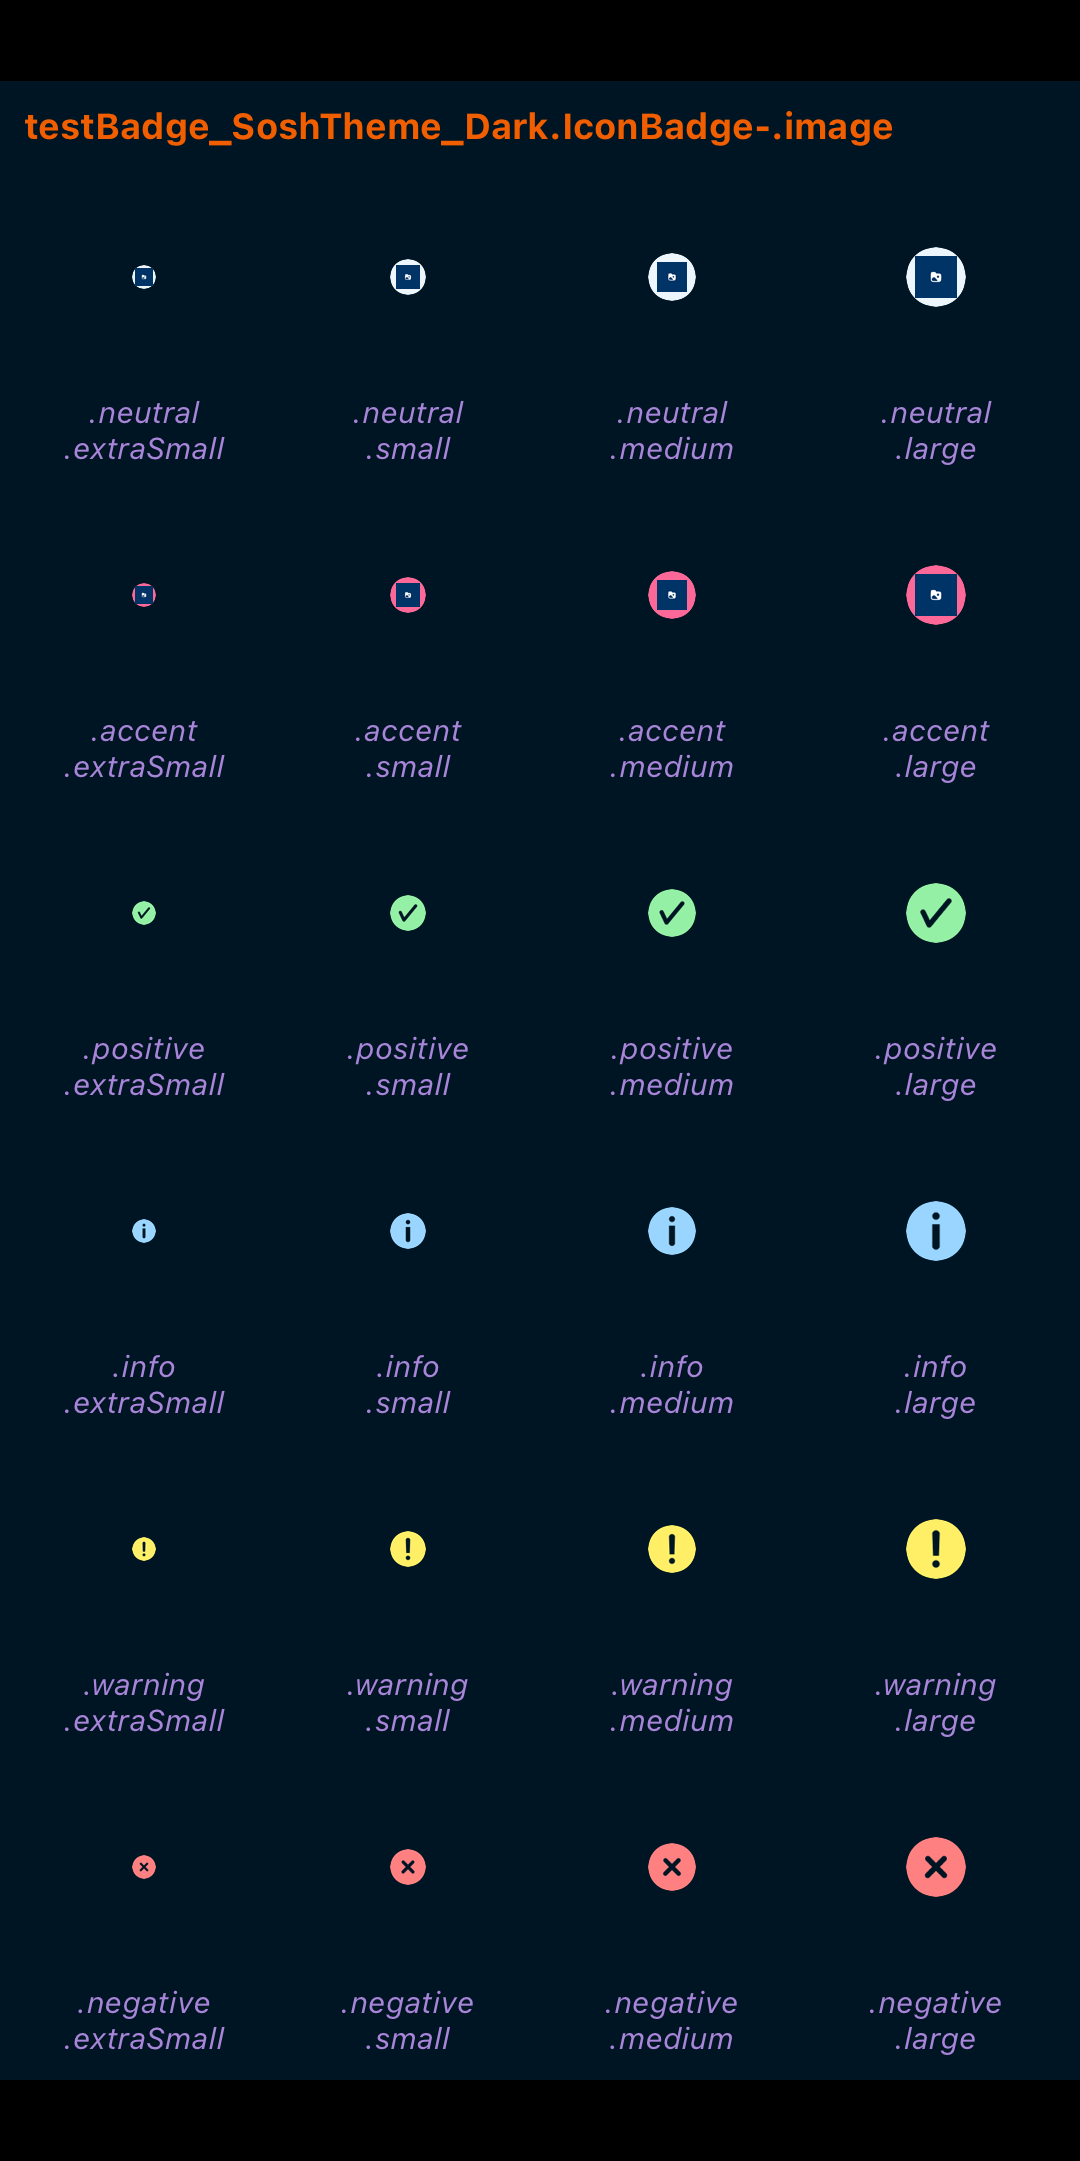 testBadge_SoshTheme_Dark.IconBadge-.image
.neutral .neutral .neutral .neutral
.extraSmall .small .medium .large
.accent .accent .accent .accent
.extraSmall .small .medium .large
.positive .positive .positive .positive
.extraSmall .small .medium .large
.info .info .info .info
.extraSmall .small .medium .large
.warning .warning .warning .warning
.extraSmall .small .medium .large
.negative .negative .negative .negative
.extraSmall .small .medium .large